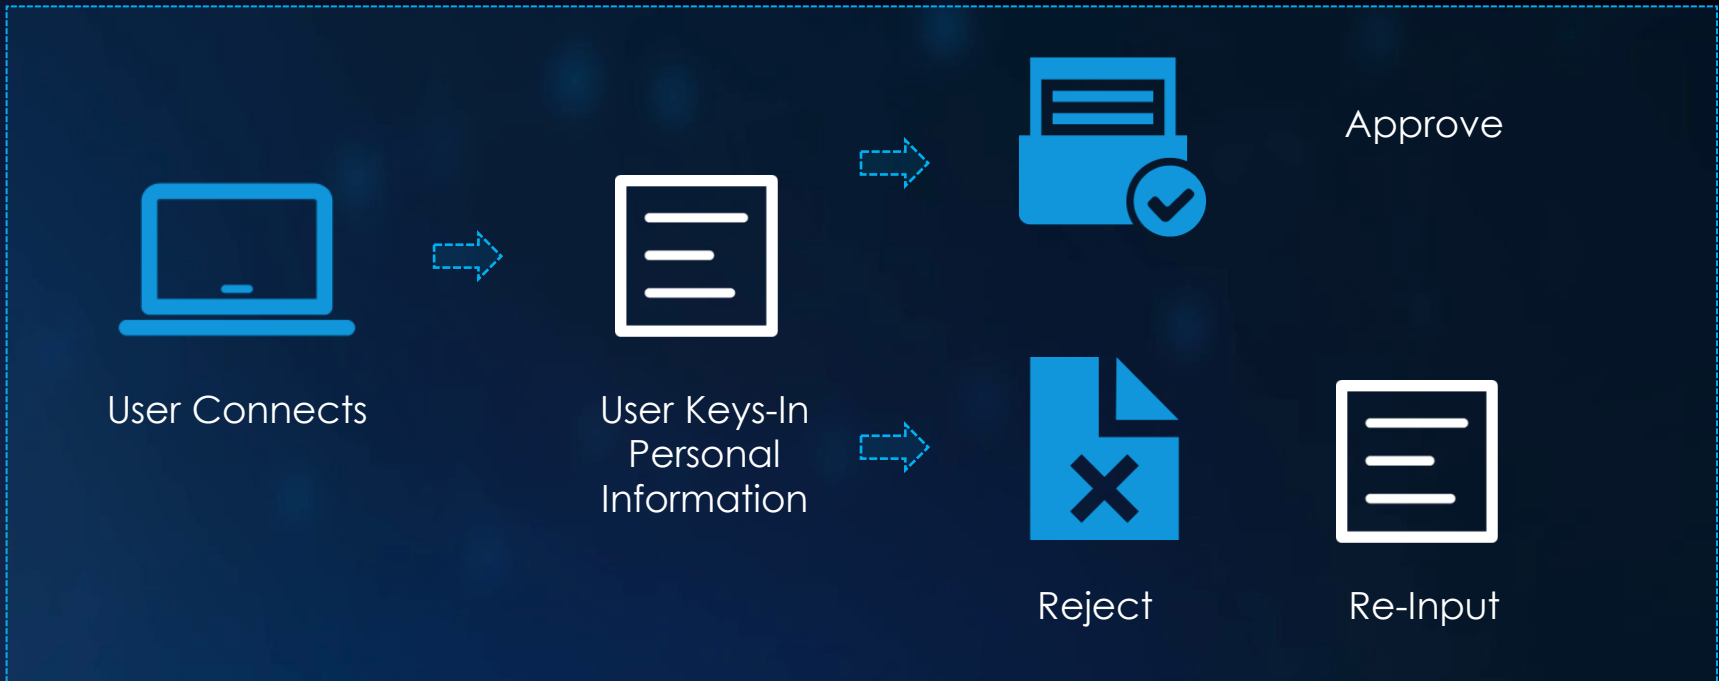 User Connects
User Keys-In
Personal
Information
Approve
Reject
Re-Input